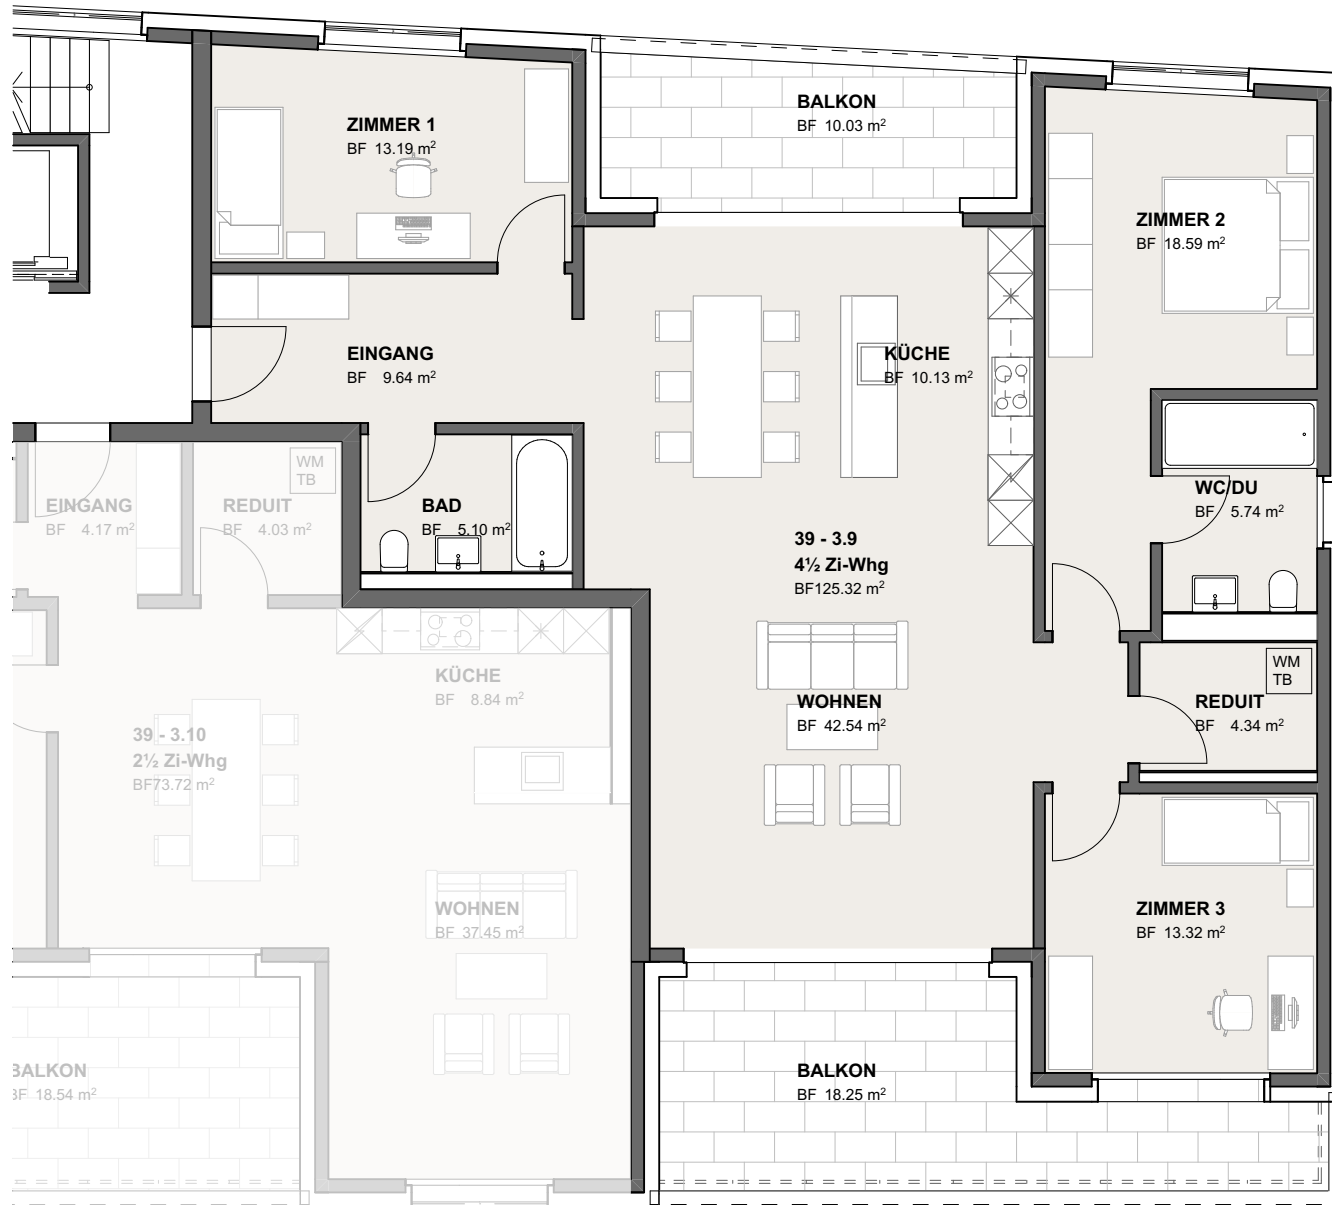 BALKON
BF 10.03 m²
ZIMMER 1
BF 13.19 m²
ZIMMER 2
BF 18.59 m²
EINGANG
BF 9.64 m²
KÜCHE
BF 10.13 m²
WM
TB
EINGANG
BF 4.17 m²
REDUIT
BF 4.03 m²
BAD
BF 5.10 m²
WC/DU
BF 5.74 m²
39 - 3.9
4½ Zi-Whg
BF125.32 m²
KÜCHE
BF 8.84 m²
WM
TB
WOHNEN
BF 42.54 m²
REDUIT
BF 4.34 m²
39 - 3.10
2½ Zi-Whg
BF73.72 m²
WOHNEN
BF 37.45 m²
ZIMMER 3
BF 13.32 m²
BALKON
BF 18.54 m²
BALKON
BF 18.25 m²